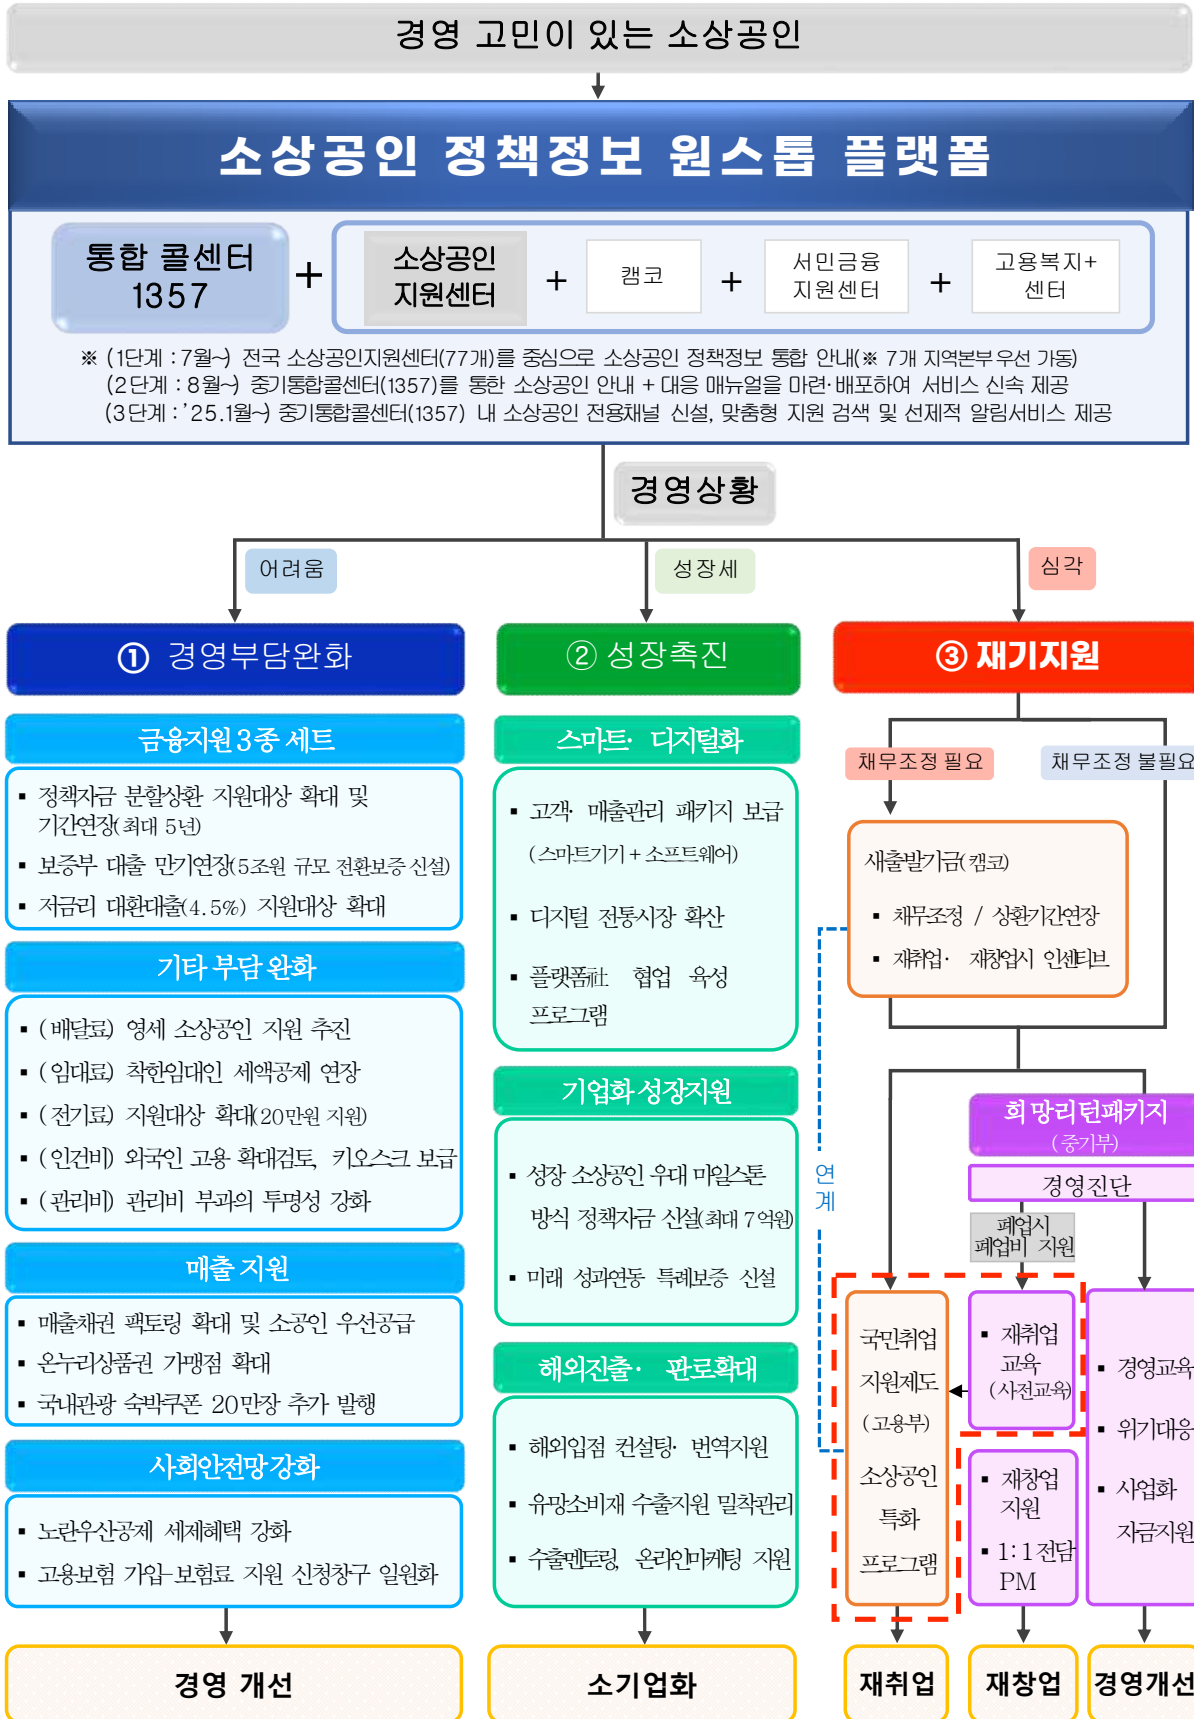 경영 고민이 있는 소상공인
소상공인 정책정보 원스톱 플랫폼
통합 콜센터
1357
+
소상공인
지원센터
+
캠코
+
서민금융
지원센터
+
고용복지+
센터
※ (1단계 : 7월~) 전국 소상공인지원센터(77개)를 중심으로 소상공인 정책정보 통합 안내(※ 7개 지역본부 우선 가동)
(2단계 : 8월~) 중기통합콜센터(1357)를 통한 소상공인 안내 + 대응 매뉴얼을 마련·배포하여 서비스 신속 제공
(3단계 : '25.1월~) 중기통합콜센터(1357) 내 소상공인 전용채널 신설, 맞춤형 지원 검색 및 선제적 알림서비스 제공
경영상황
어려움
성장세
심각
① 경영부담완화
금융지원 3종 세트
▪ 정책자금 분할상환 지원대상 확대 및
기간연장(최대 5년)
▪ 보증부 대출 만기연장(5조원 규모 전환보증 신설)
▪ 저금리 대환대출(4.5%) 지원대상 확대
기타 부담 완화
▪ (배달료) 영세 소상공인 지원 추진
▪ (임대료) 착한임대인 세액공제 연장
▪ (전기료) 지원대상 확대(20만원 지원)
▪ (인건비) 외국인 고용 확대검토, 키오스크 보급
▪ (관리비) 관리비 부과의 투명성 강화
매출 지원
▪ 매출채권 팩토링 확대 및 소공인 우선공급
▪ 온누리상품권 가맹점 확대
▪ 국내관광 숙박쿠폰 20만장 추가 발행
사회안전망 강화
▪ 노란우산공제 세제혜택 강화
▪ 고용보험 가입-보험료 지원 신청창구 일원화
경영 개선
② 성장촉진
스마트· 디지털화
▪ 고객· 매출관리 패키지 보급
(스마트기기 + 소프트웨어)
▪ 디지털 전통시장 확산
▪ 플랫폼社 협업 육성
프로그램
기업화 성장지원
▪ 성장 소상공인 우대 마일스톤
방식 정책자금 신설(최대 7억원)
▪ 미래 성과연동 특례보증 신설
해외진출· 판로확대
▪ 해외입점 컨설팅· 번역지원
▪ 유망소비재 수출지원 밀착관리
▪ 수출멘토링, 온라인마케팅 지원
소기업화
③ 재기지원
채무조정 필요
채무조정 불필요
새출발기금(캠코)
▪ 채무조정 / 상환기간연장
▪ 재취업· 재창업시 인센티브
연
계
희망리턴패키지
(중기부)
경영진단
폐업시
폐업비 지원
국민취업
지원제도
(고용부)
소상공인
특화
프로그램
▪ 재취업
교육
(사전교육)
▪ 재창업
지원
▪ 1:1전담
PM
▪ 경영교육
▪ 위기대응
▪ 사업화
자금지원
재취업
재창업
경영개선